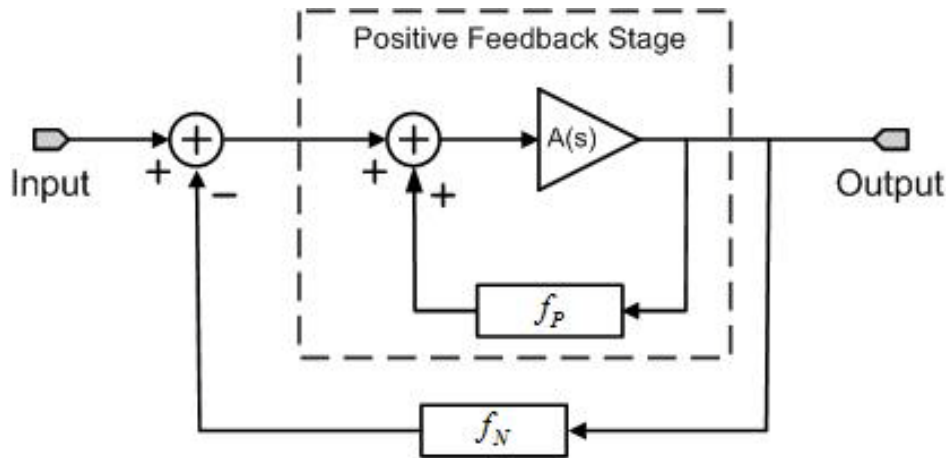 Positive Feedback Stage
+
A(s)
+
+
+
Input
+
−
+
Output
f_P
f_N